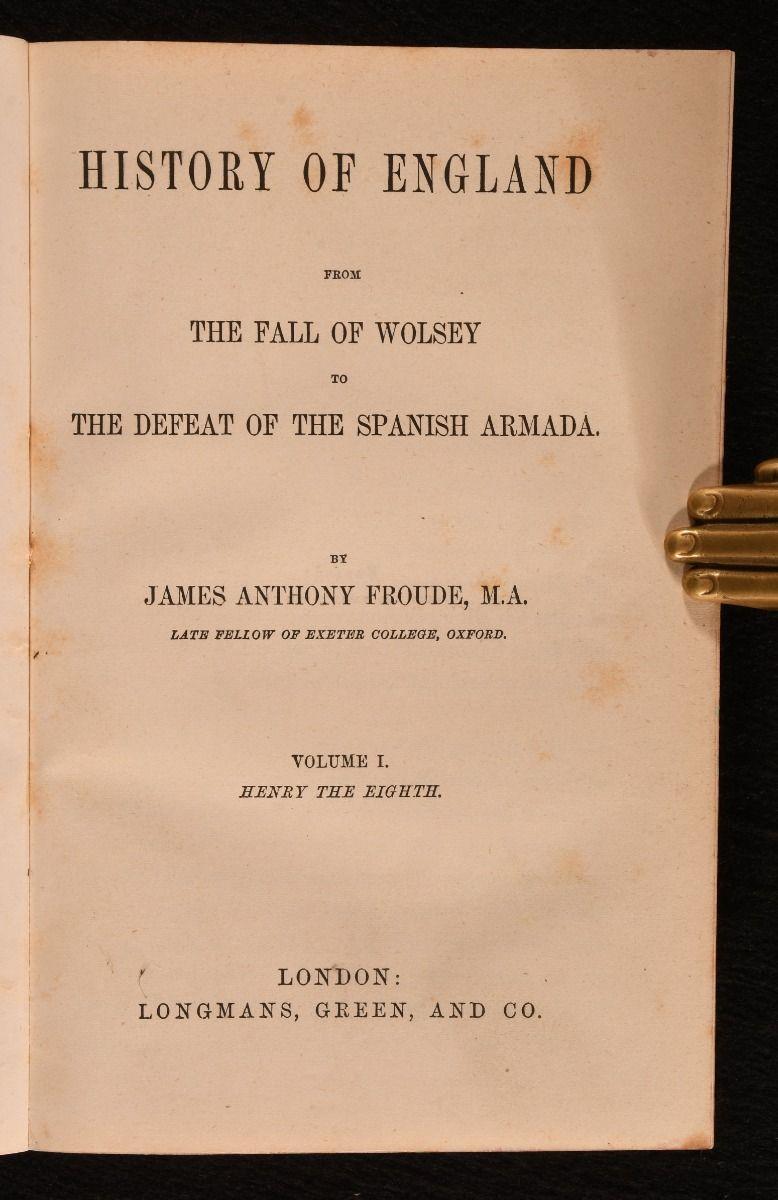 HISTORY OF ENGLAND
FROM
THE FALL OF WOLSEY
TO
THE DEFEAT OF THE SPANISH ARMADA.
BY
JAMES ANTHONY FROUDE, M.A.
LATE FELLOW OF EXETER COLLEGE, OXFORD.
VOLUME I.
HENRY THE EIGHTH.
LONDON:
LONGMANS, GREEN, AND CO.